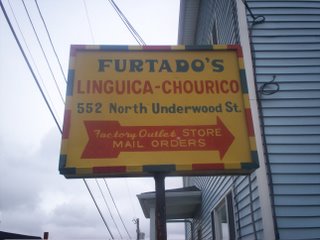 FURTADO'S
LINGUICA-CHOURICO
552 North Underwood St.
Factory Outlet STORE
MAIL ORDERS